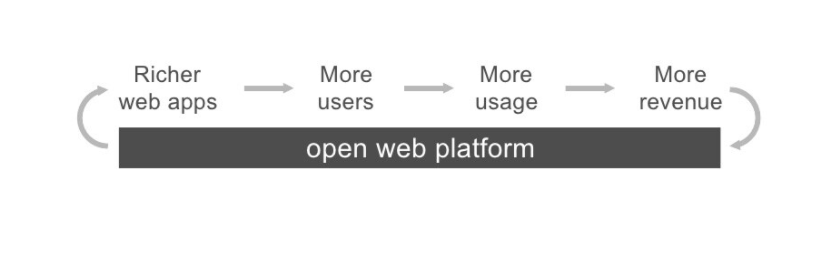 Richer
web apps
More
users
More
usage
More
revenue
open web platform